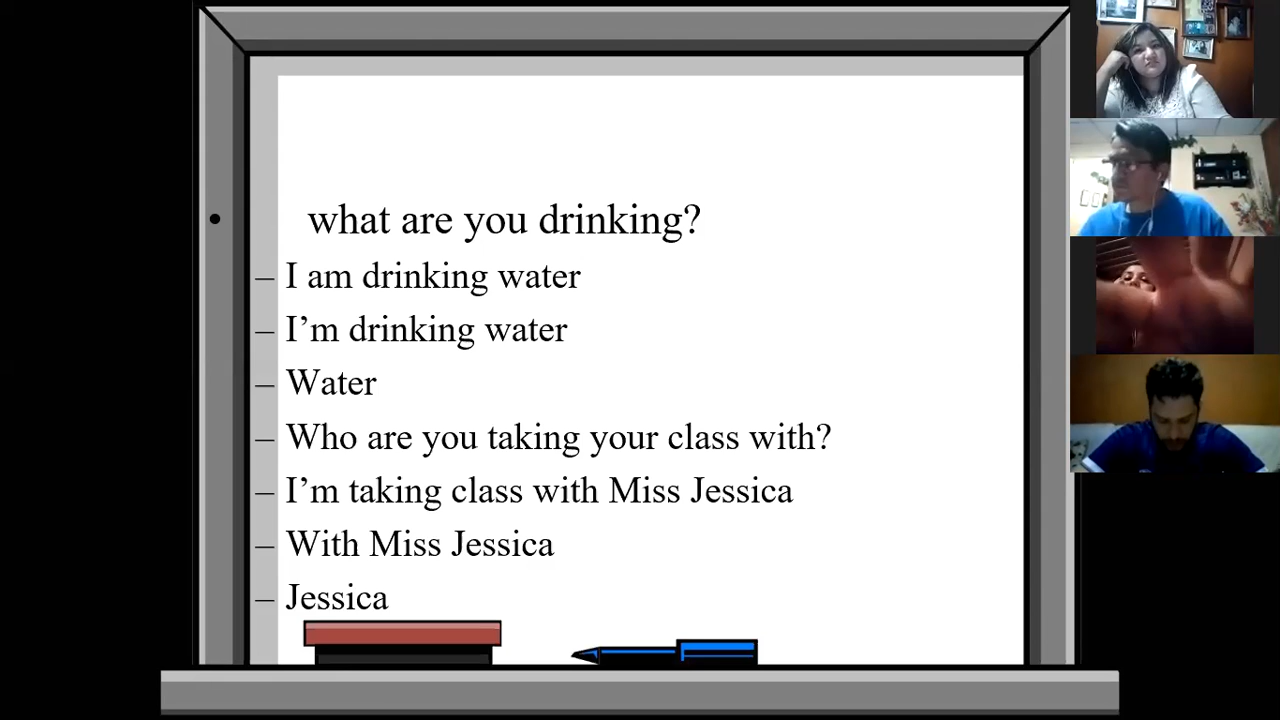 • what are you drinking?
– I am drinking water
– I’m drinking water
– Water
– Who are you taking your class with?
– I’m taking class with Miss Jessica
– With Miss Jessica
– Jessica